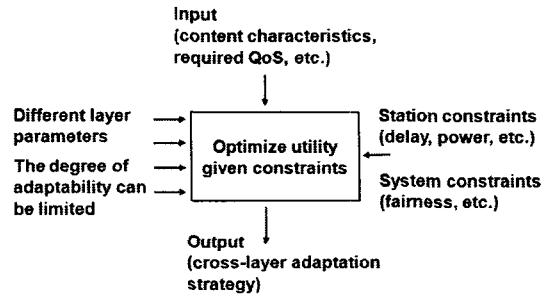 Input
(content characteristics,
required QoS, etc.)
Different layer
parameters
The degree of
adaptability can
be limited
Optimize utility
given constraints
Station constraints
(delay, power, etc.)
System constraints
(fairness, etc.)
Output
(cross-layer adaptation
strategy)